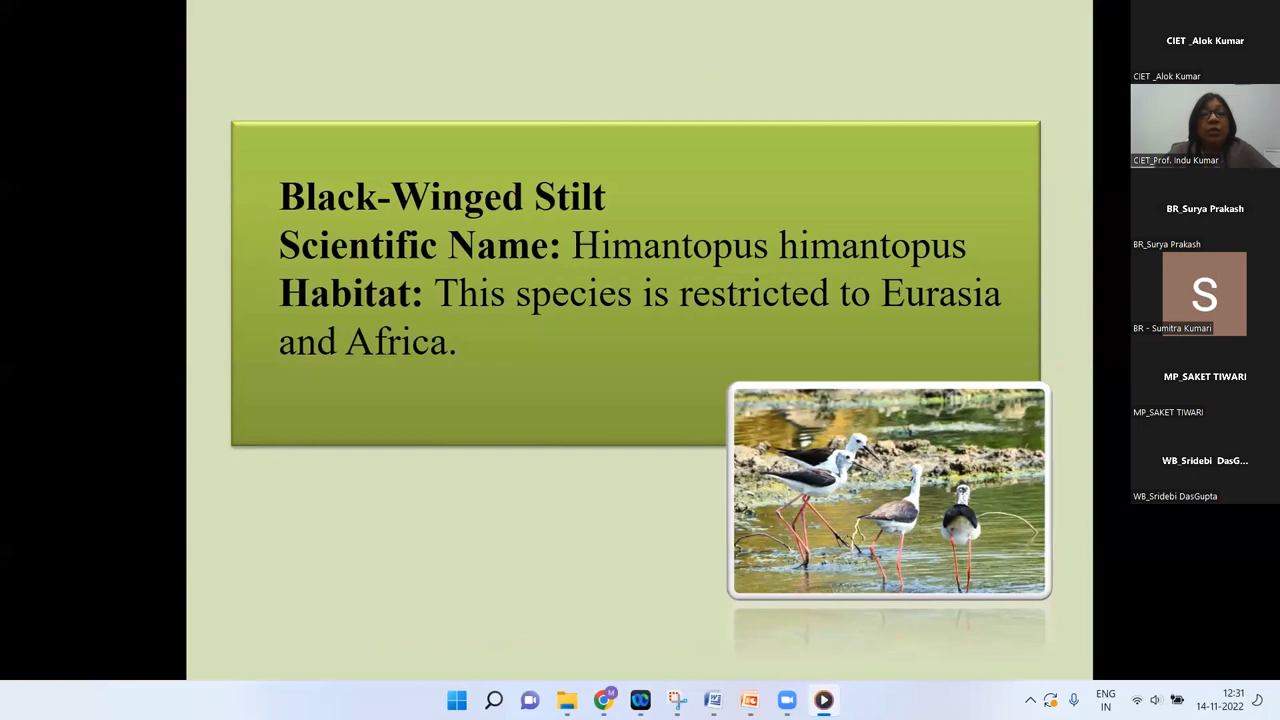 Black-Winged Stilt
Scientific Name: Himantopus himantopus
Habitat: This species is restricted to Eurasia
and Africa.
CIET _Alok Kumar
CIET _Alok Kumar
CIET_Prof. Indu Kumar
BR_Surya Prakash
BR_Surya Prakash
S
BR - Sumitra Kumari
MP_SAKET TIWARI
MP_SAKET TIWARI
WB_Sridebi DasG...
WB_Sridebi DasGupta
M
W
ENG
IN
12:31
14-11-2022